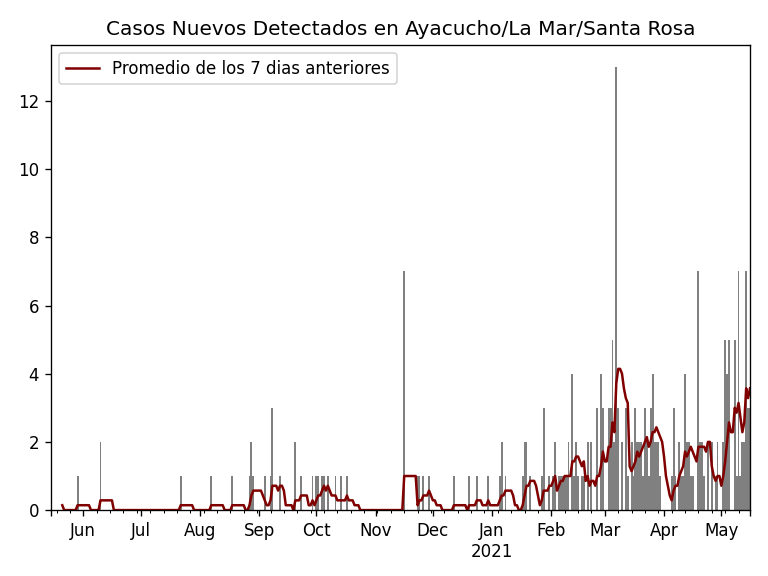 Casos Nuevos Detectados en Ayacucho/La Mar/Santa Rosa
Promedio de los 7 dias anteriores
12
10
8
6
4
2
0
Jun Jul Aug Sep Oct Nov Dec Jan Feb Mar Apr May
2021